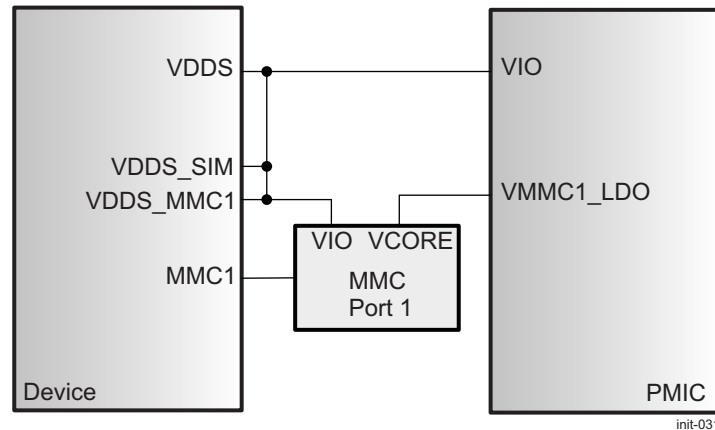 VDDS
VIO
VDDS_SIM
VDDS_MMC1
VMMC1_LDO
VIO VCORE
MMC1
MMC
Port 1
Device
PMIC